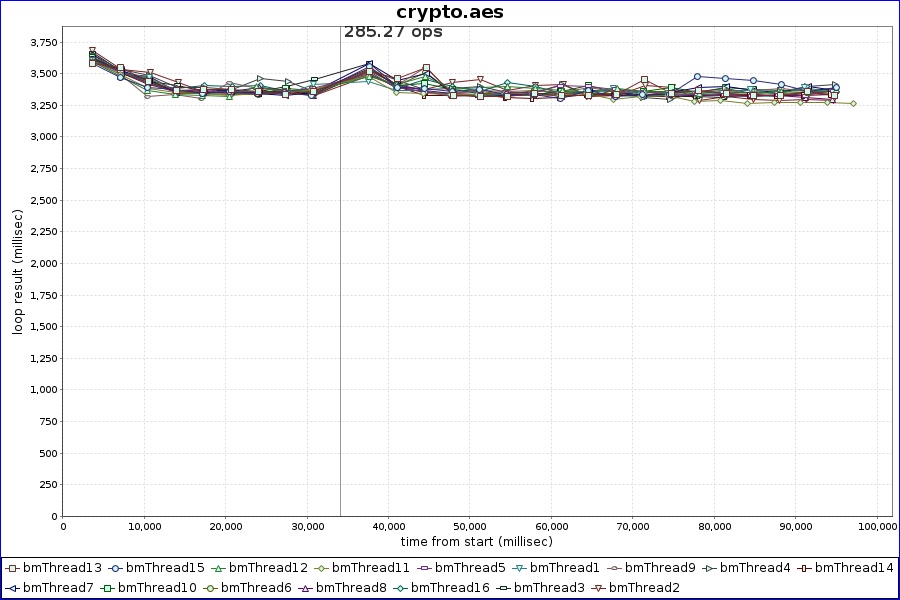 crypto.aes
285.27 ops
3,750
3,500
3,250
3,000
2,750
2,500
2,250
2,000
1,750
1,500
1,250
1,000
750
500
250
0
loop result (millisec)
0 10,000 20,000 30,000 40,000 50,000 60,000 70,000 80,000 90,000 100,000
time from start (millisec)
bmThread13 bmThread15 bmThread12 bmThread11 bmThread5 bmThread1 bmThread9 bmThread4 bmThread14
bmThread7 bmThread10 bmThread6 bmThread8 bmThread16 bmThread3 bmThread2